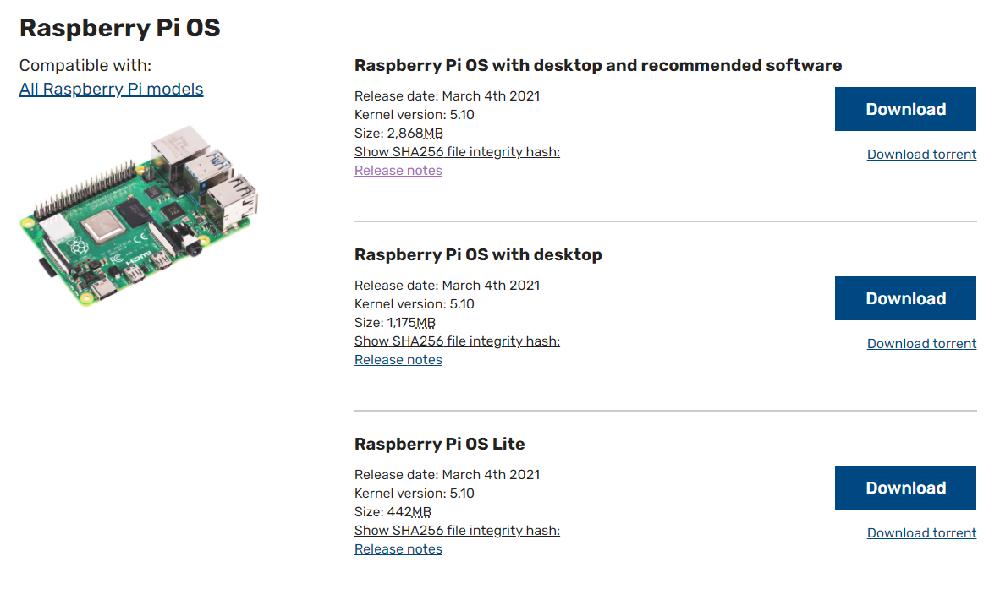 Raspberry Pi OS
Compatible with:
All Raspberry Pi models
HDMI
Raspberry Pi OS with desktop and recommended software
Release date: March 4th 2021
Kernel version: 5.10
Size: 2,868MB
Show SHA256 file integrity hash:
Release notes
Download
Download torrent
Raspberry Pi OS with desktop
Release date: March 4th 2021
Kernel version: 5.10
Size: 1,175MB
Show SHA256 file integrity hash:
Release notes
Download
Download torrent
Raspberry Pi OS Lite
Release date: March 4th 2021
Kernel version: 5.10
Size: 442MB
Show SHA256 file integrity hash:
Release notes
Download
Download torrent